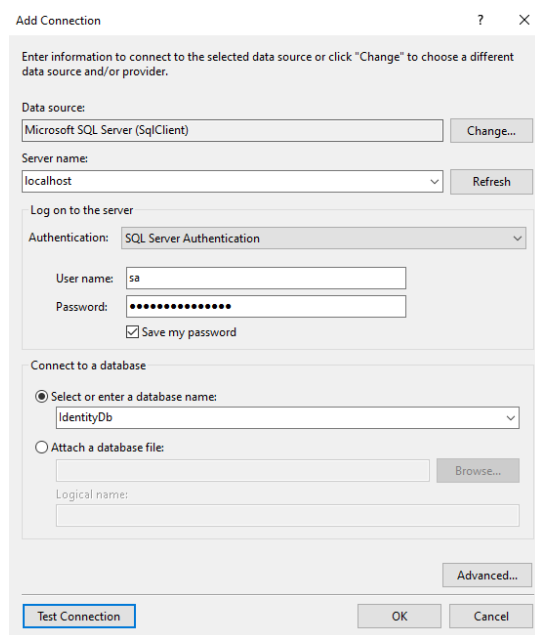 Add Connection
?
Enter information to connect to the selected data source or click "Change" to choose a different
data source and/or provider.
Data source:
Microsoft SQL Server (SqlClient)
Change...
Server name:
localhost
Refresh
Log on to the server
Authentication:
SQL Server Authentication
User name:
sa
Password:
●●●●●●●●●●●●●●●
Save my password
Connect to a database
Select or enter a database name:
IdentityDb
Attach a database file:
Browse...
Logical name:
Advanced...
Test Connection
OK
Cancel